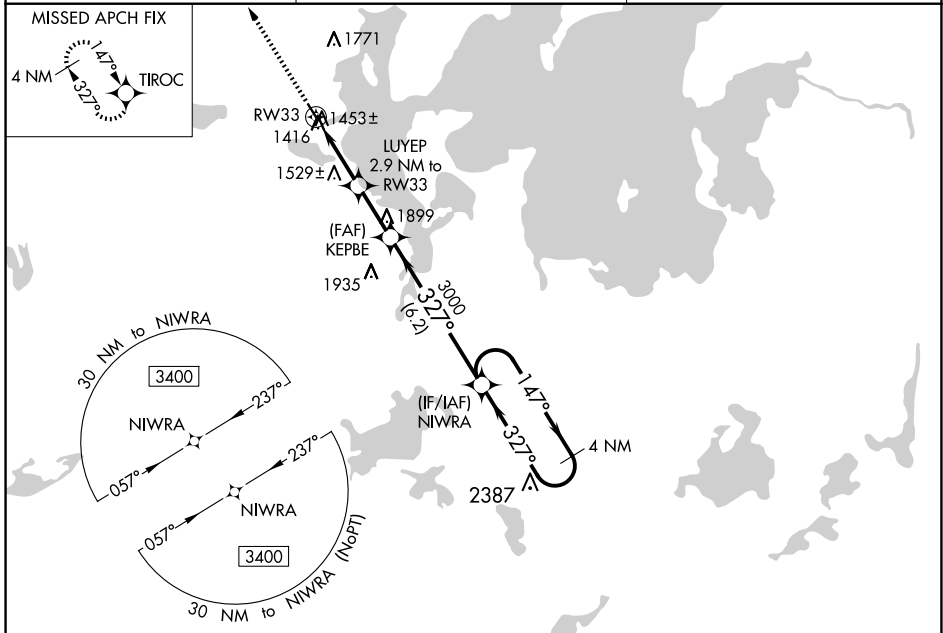 MISSED APCH FIX
147°
4 NM
TIROC
327°
1771
RW33
1453±
1416
LUYEP
2.9 NM to
RW33
1529±
1899
(FAF)
KEPBE
1935
3000
327°
(6.2)
30 NM to NIWRA
3400
237°
NIWRA
057°
(IF/IAF)
NIWRA
147°
327°
4 NM
2387
237°
NIWRA
057°
3400
30 NM to NIWRA (NoPT)